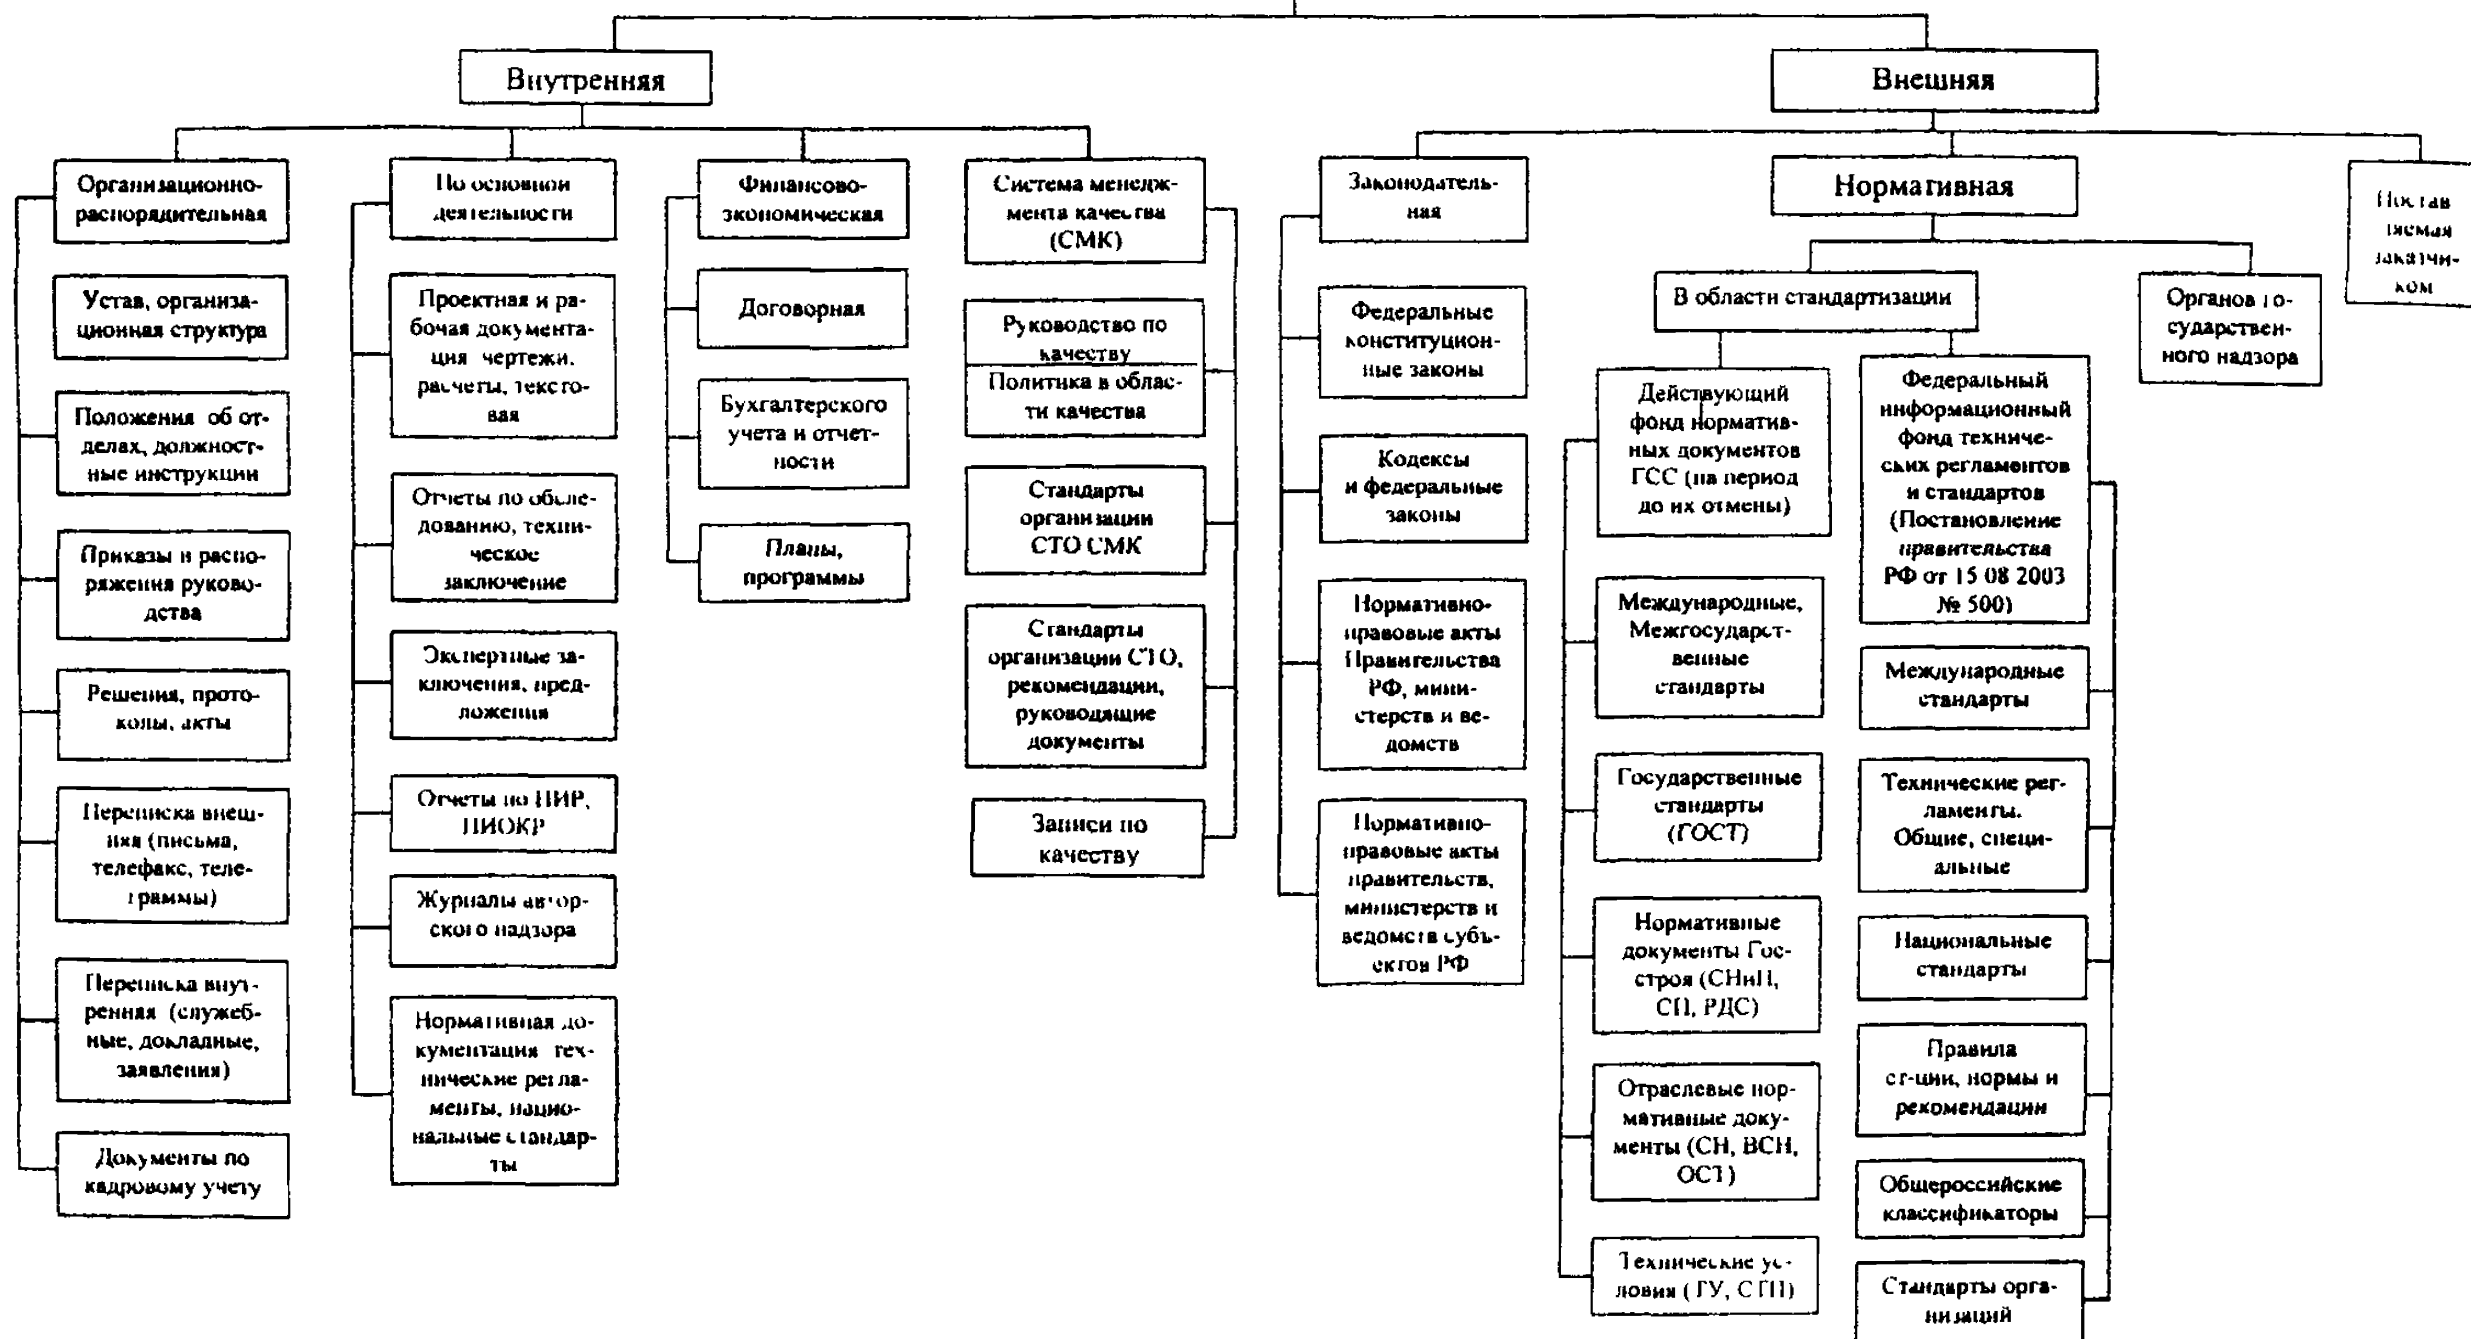 Внутренняя
Внешняя
Организационно-
распорядительная
Устав, организа-
ционная структура
Положения об от-
делах, должност-
ные инструкции
Приказы и распо-
ряжения руково-
дства
Решения, прото-
колы, акты
Переписка внеш-
няя (письма,
телефакс, теле-
граммы)
Переписка внут-
ренняя (служеб-
ные, докладные,
заявления)
Документы по
кадровому учету
По основной
деятельности
Проектная и ра-
бочая документа-
ция чертежи,
расчеты, тексто-
вая
Отчеты по обсле-
дованию, техни-
ческое
заключение
Экспертные за-
ключения, пред-
ложения
Отчеты по НИР,
НИОКР
Журналы автор-
ского надзора
Нормативная до-
кументация тех-
нические регла-
менты, нацио-
нальные стандар-
ты
Финансово-
экономическая
Договорная
Бухгалтерского
учета и отчет-
ности
Планы,
программы
Система менедж-
мента качества
(СМК)
Руководство по
качеству
Политика в облас-
ти качества
Стандарты
организации
СТО СМК
Стандарты
организации СТО,
рекомендации,
руководящие
документы
Записи по
качеству
Законодатель-
ная
Федеральные
конституцион-
ные законы
Кодексы
и федеральные
законы
Нормативно-
правовые акты
Правительства
РФ, мини-
стерств и ве-
домств
Нормативно-
правовые акты
правительств,
министерств и
ведомств субъ-
ектов РФ
Нормативная
В области стандартизации
Действующий
фонд норматив-
ных документов
ГСС (на период
до их отмены)
Международные,
Межгосударст-
венные
стандарты
Государственные
стандарты
(ГОСТ)
Нормативные
документы Гос-
строя (СНиП,
СП, РДС)
Отраслевые нор-
мативные доку-
менты (СН, ВСН,
ОСТ)
Технические ус-
ловия (ТУ, СТП)
Федеральный
информационный
фонд техниче-
ских регламентов
и стандартов
(Постановление
правительства
РФ от 15 08 2003
№ 500)
Международные
стандарты
Технические рег-
ламенты.
Общие, специ-
альные
Национальные
стандарты
Правила
ст-ции, нормы и
рекомендации
Общероссийские
классификаторы
Стандарты орга-
низаций
Органов го-
сударствен-
ного надзора
Постав
ляемая
заказчи-
ком